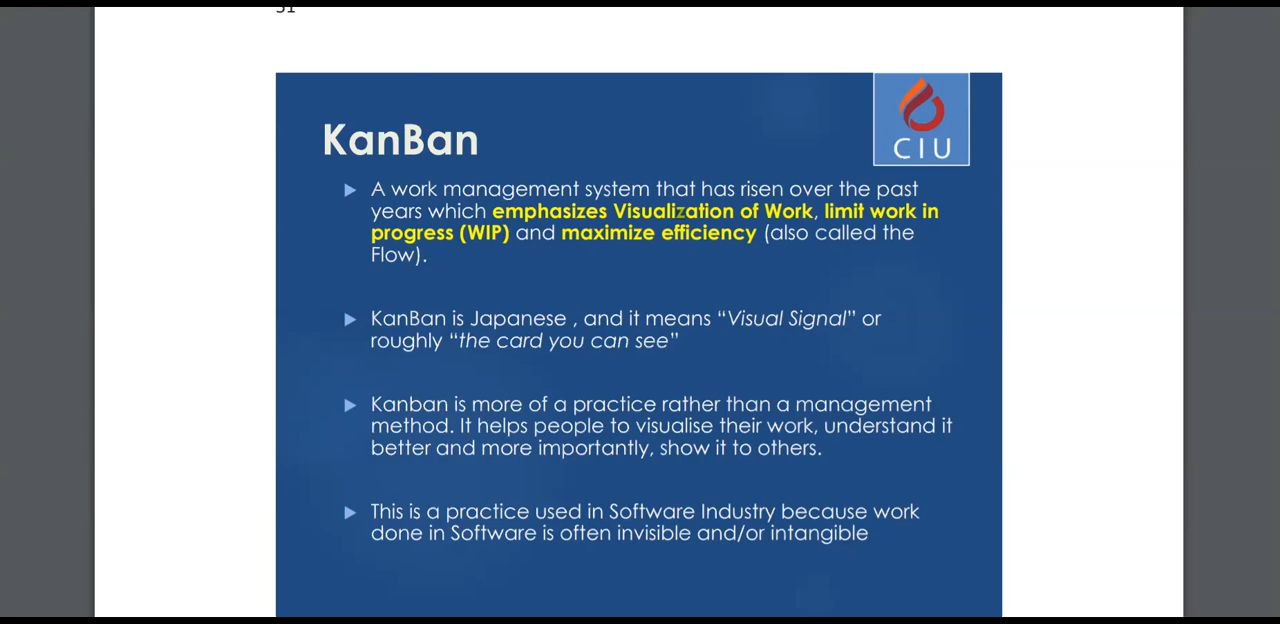 51
KanBan
CIU
A work management system that has risen over the past
years which emphasizes Visualization of Work, limit work in
progress (WIP) and maximize efficiency (also called the
Flow).
KanBan is Japanese , and it means “Visual Signal” or
roughly “the card you can see”
Kanban is more of a practice rather than a management
method. It helps people to visualise their work, understand it
better and more importantly, show it to others.
This is a practice used in Software Industry because work
done in Software is often invisible and/or intangible